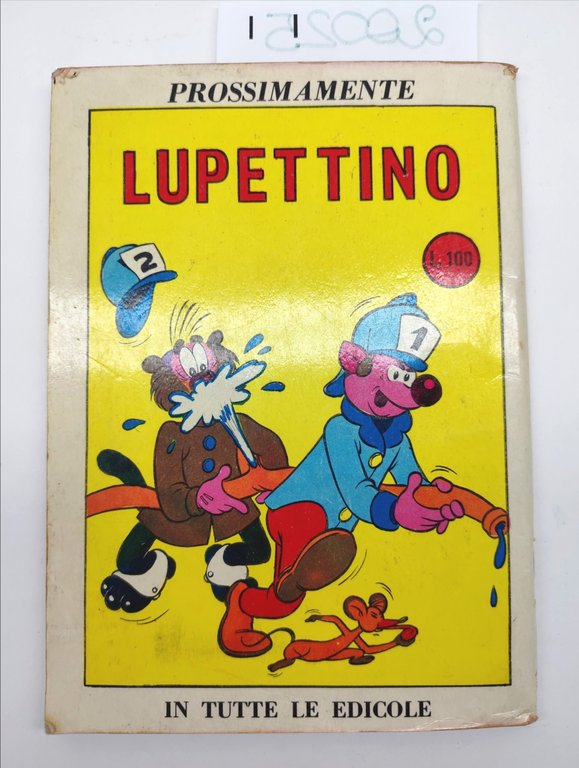 PROSSIMAMENTE
LUPETTINO
L. 100
2
1
IN TUTTE LE EDICOLE